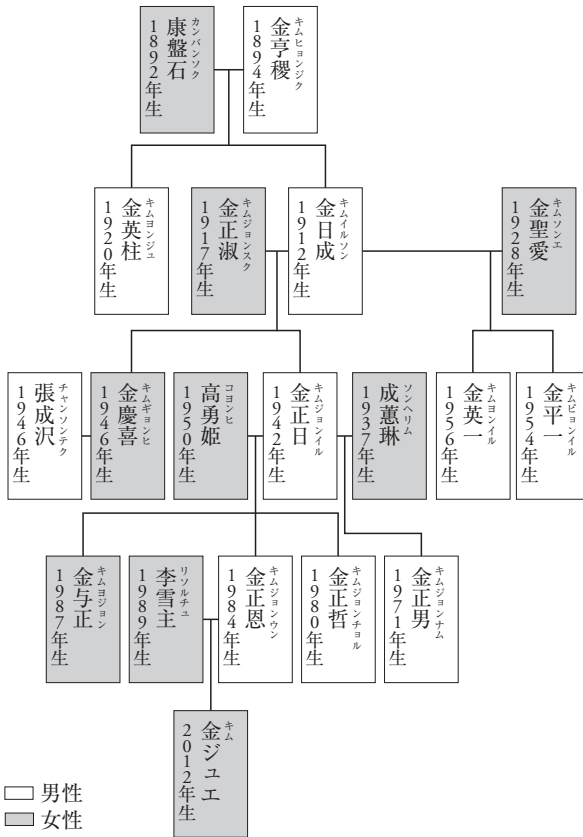 カンバンソク
康盤石
1892年生
キムヒョンジク
金亨稷
1894年生
キムヨンジュ
金英柱
1920年生
キムジョンスク
金正淑
1917年生
キムイルソン
金日成
1912年生
キムソンエ
金聖愛
1928年生
チャンソンテク
張成沢
1946年生
キムギョンヒ
金慶喜
1946年生
コヨンヒ
高勇姫
1950年生
キムジョンイル
金正日
1942年生
ソンヘリム
成蕙琳
1937年生
キムヨンイル
金英一
1956年生
キムピョンイル
金平一
1954年生
キムヨジョン
金与正
1987年生
リソルチュ
李雪主
1989年生
キムジョンウン
金正恩
1984年生
キムジョンチョル
金正哲
1980年生
キムジョンナム
金正男
1971年生
キム
金ジュエ
2012年生
男性
女性